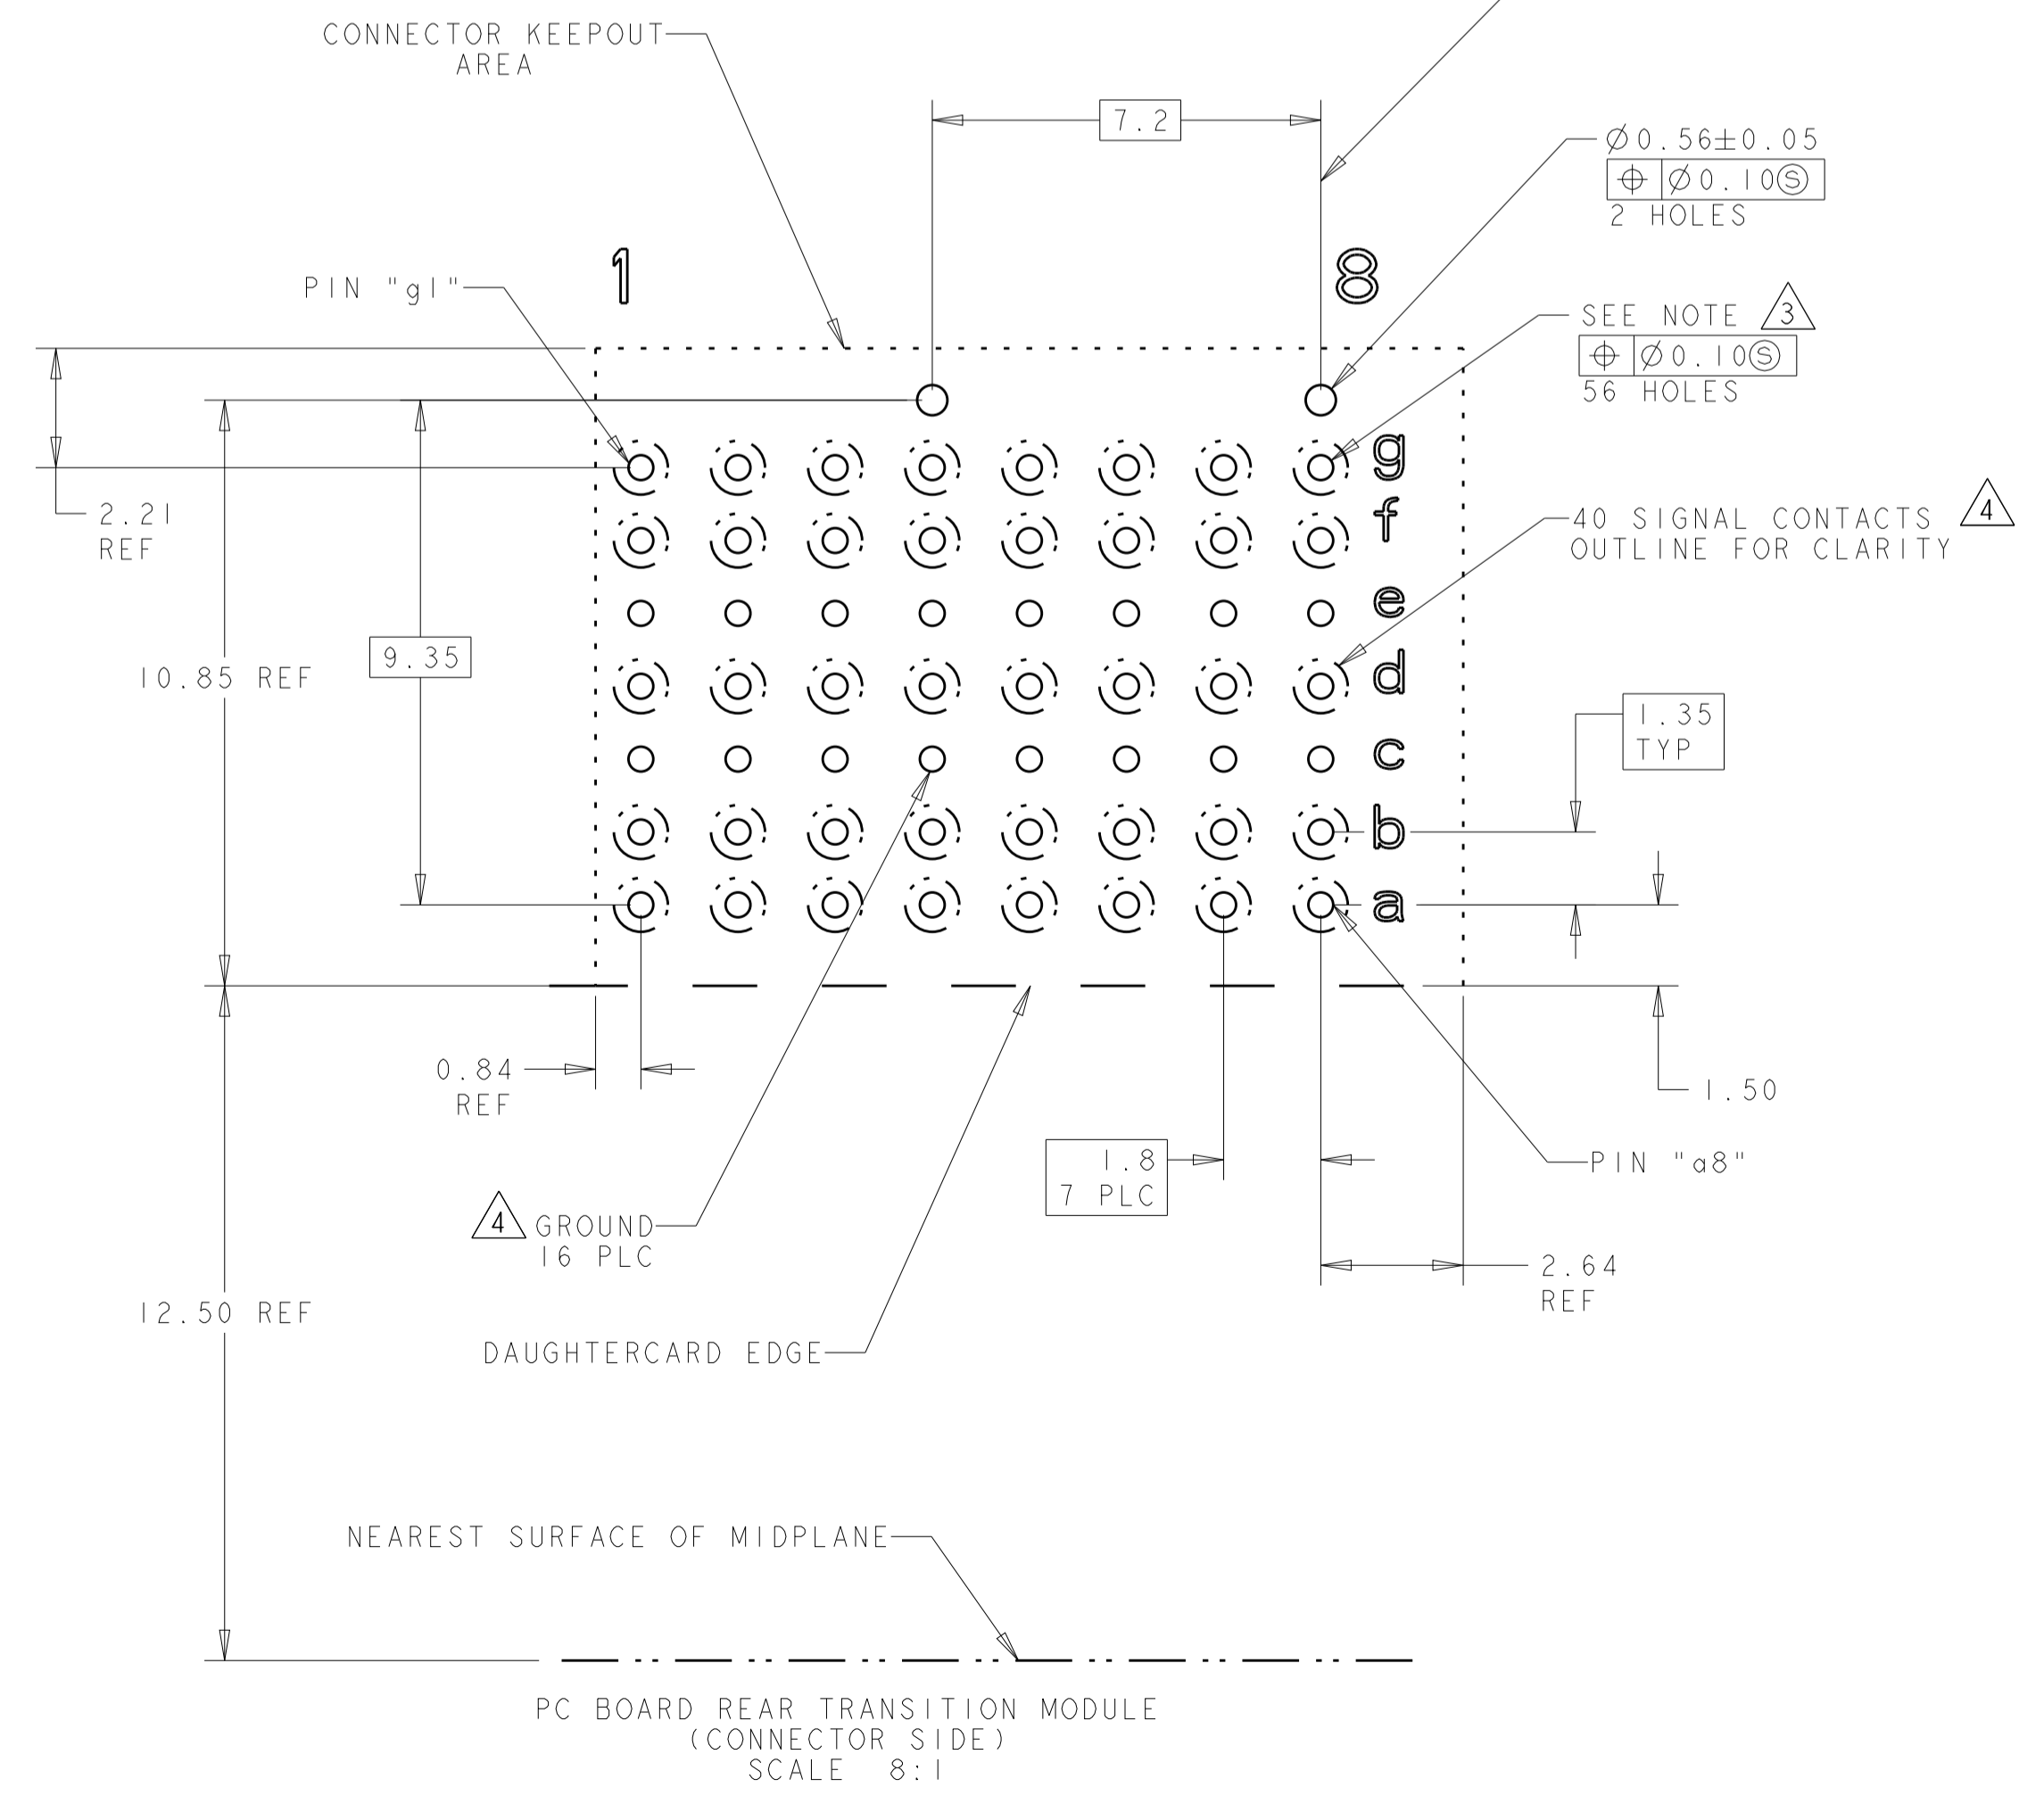 CONNECTOR KEEPOUT
AREA
7.2
Ø0.56±0.05
⌖ Ø0.10Ⓢ
2 HOLES
1
8
PIN "g1"
SEE NOTE 3
⌖ Ø0.10Ⓢ
56 HOLES
g
2.21
REF
f
40 SIGNAL CONTACTS 4
OUTLINE FOR CLARITY
e
9.35
10.85 REF
d
1.35
TYP
c
b
a
0.84
REF
1.50
1.8
7 PLC
PIN "a8"
4 GROUND
16 PLC
2.64
REF
12.50 REF
DAUGHTERCARD EDGE
NEAREST SURFACE OF MIDPLANE
PC BOARD REAR TRANSITION MODULE
(CONNECTOR SIDE)
SCALE 8:1